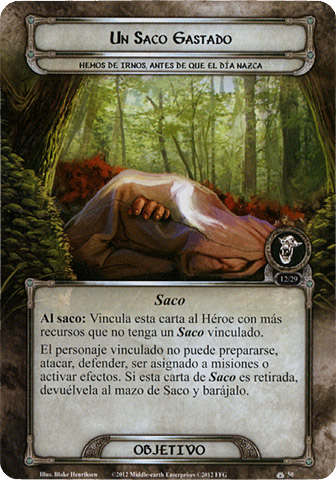 Un Saco Gastado
HEMOS DE IRNOS, ANTES DE QUE EL DÍA NAZCA
12/29
Saco
Al saco: Vincula esta carta al Héroe con más
recursos que no tenga un Saco vinculado.
El personaje vinculado no puede prepararse,
atacar, defender, ser asignado a misiones o
activar efectos. Si esta carta de Saco es retirada,
devuélvela al mazo de Saco y barájalo.
OBJETIVO
Illus. Blake Henriksen
©2012 Middle-earth Enterprises ©2012 FFG
50